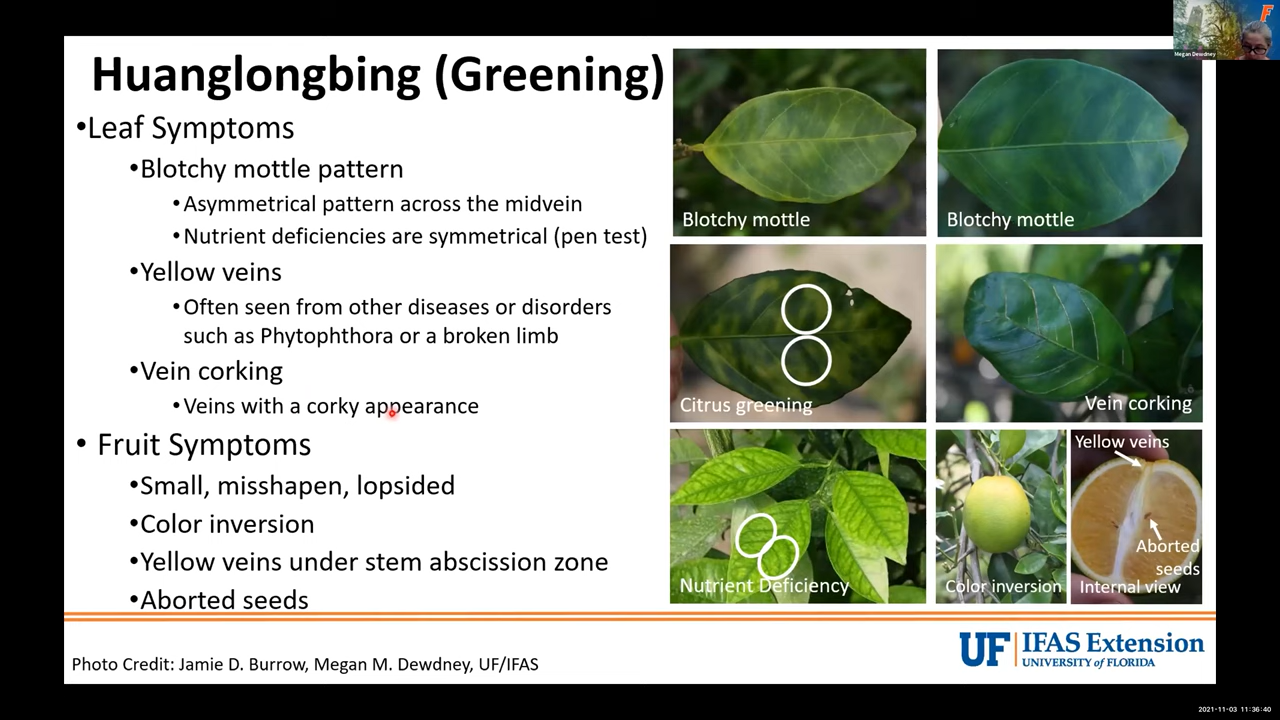 Megan Dewdney
Huanglongbing (Greening)
•Leaf Symptoms
•Blotchy mottle pattern
•Asymmetrical pattern across the midvein
•Nutrient deficiencies are symmetrical (pen test)
•Yellow veins
•Often seen from other diseases or disorders
such as Phytophthora or a broken limb
•Vein corking
•Veins with a corky appearance
• Fruit Symptoms
•Small, misshapen, lopsided
•Color inversion
•Yellow veins under stem abscission zone
•Aborted seeds
Blotchy mottle
Blotchy mottle
Citrus greening
Vein corking
Nutrient Deficiency
Color inversion
Yellow veins
Aborted
seeds
Internal view
Photo Credit: Jamie D. Burrow, Megan M. Dewdney, UF/IFAS
UF IFAS Extension
UNIVERSITY of FLORIDA
2021-11-03 11:36:40
F